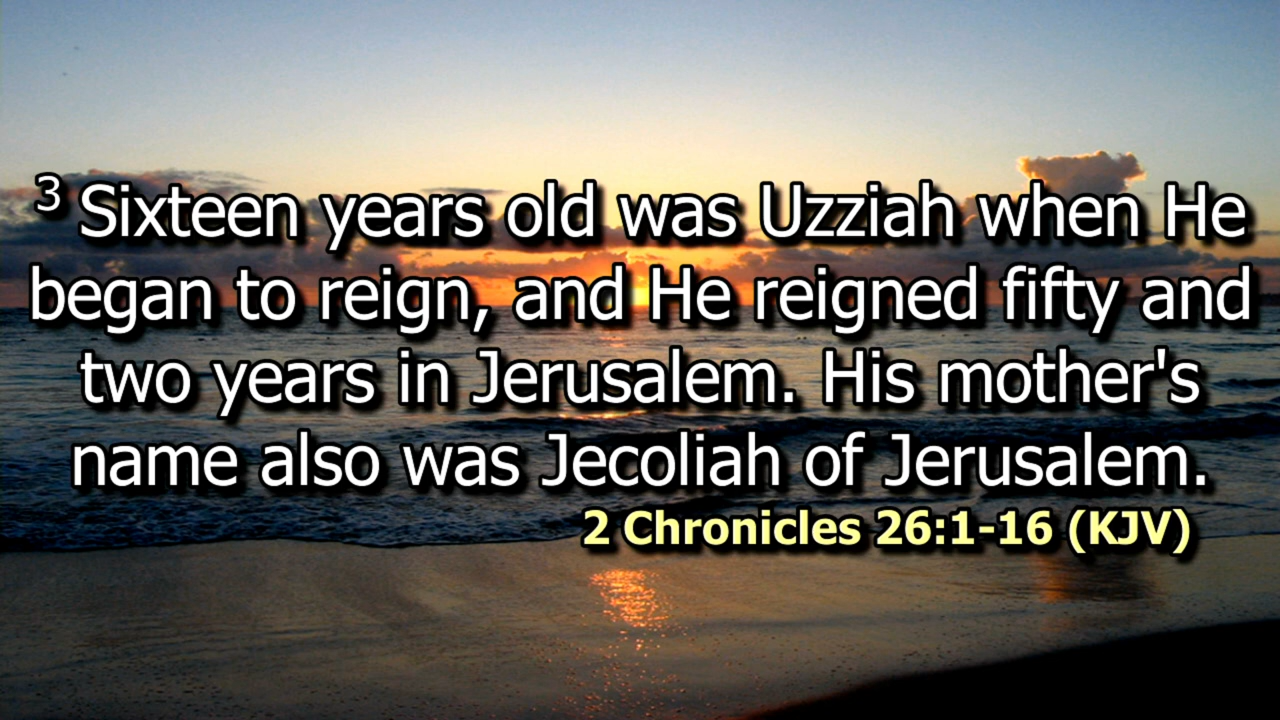 3 Sixteen years old was Uzziah when He
began to reign, and He reigned fifty and
two years in Jerusalem. His mother's
name also was Jecoliah of Jerusalem.
2 Chronicles 26:1-16 (KJV)